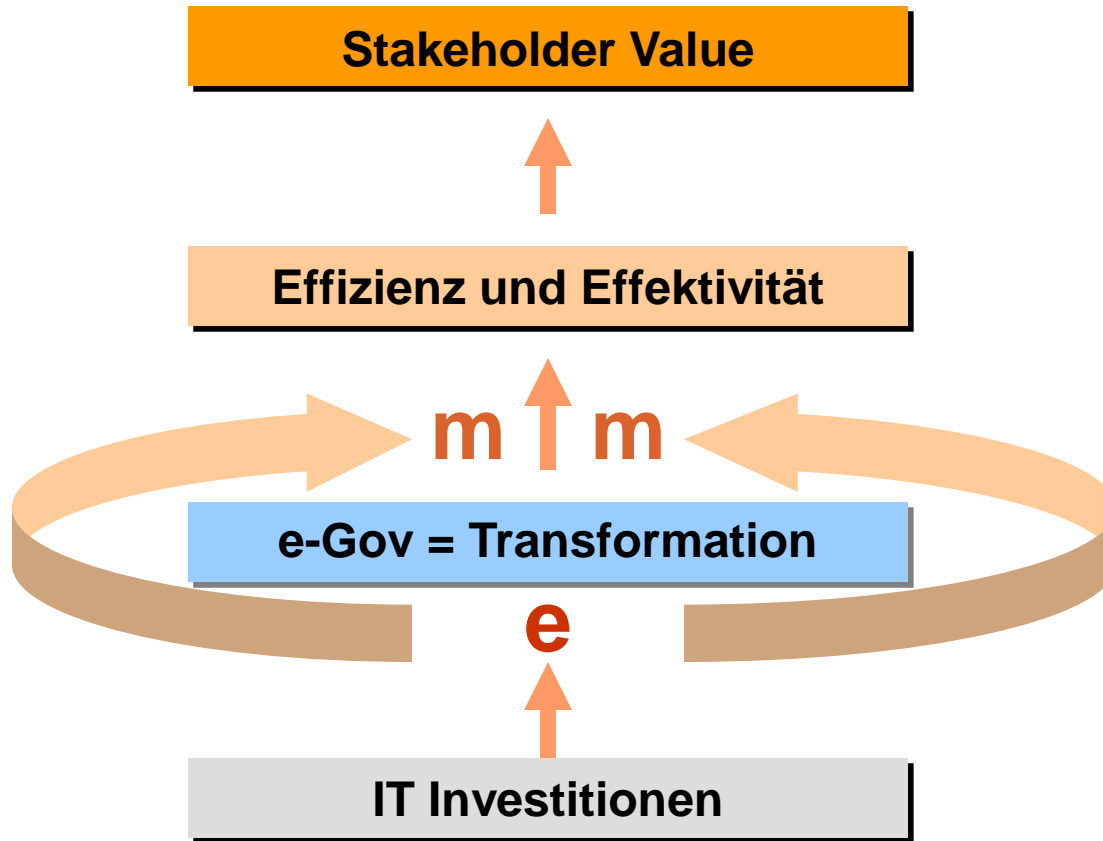 Stakeholder Value
Effizienz und Effektivität
m m
e-Gov = Transformation
e
IT Investitionen